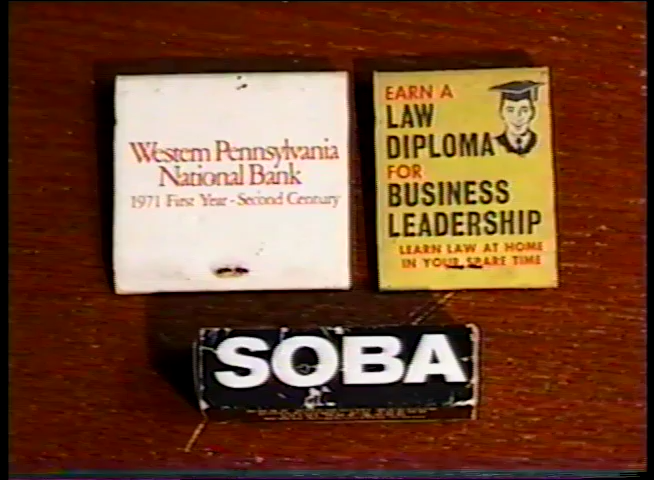 Western Pennsylvania
National Bank
1971 First Year - Second Century
EARN A
LAW
DIPLOMA
FOR
BUSINESS
LEADERSHIP
LEARN LAW AT HOME
IN YOUR SPARE TIME
SOBA